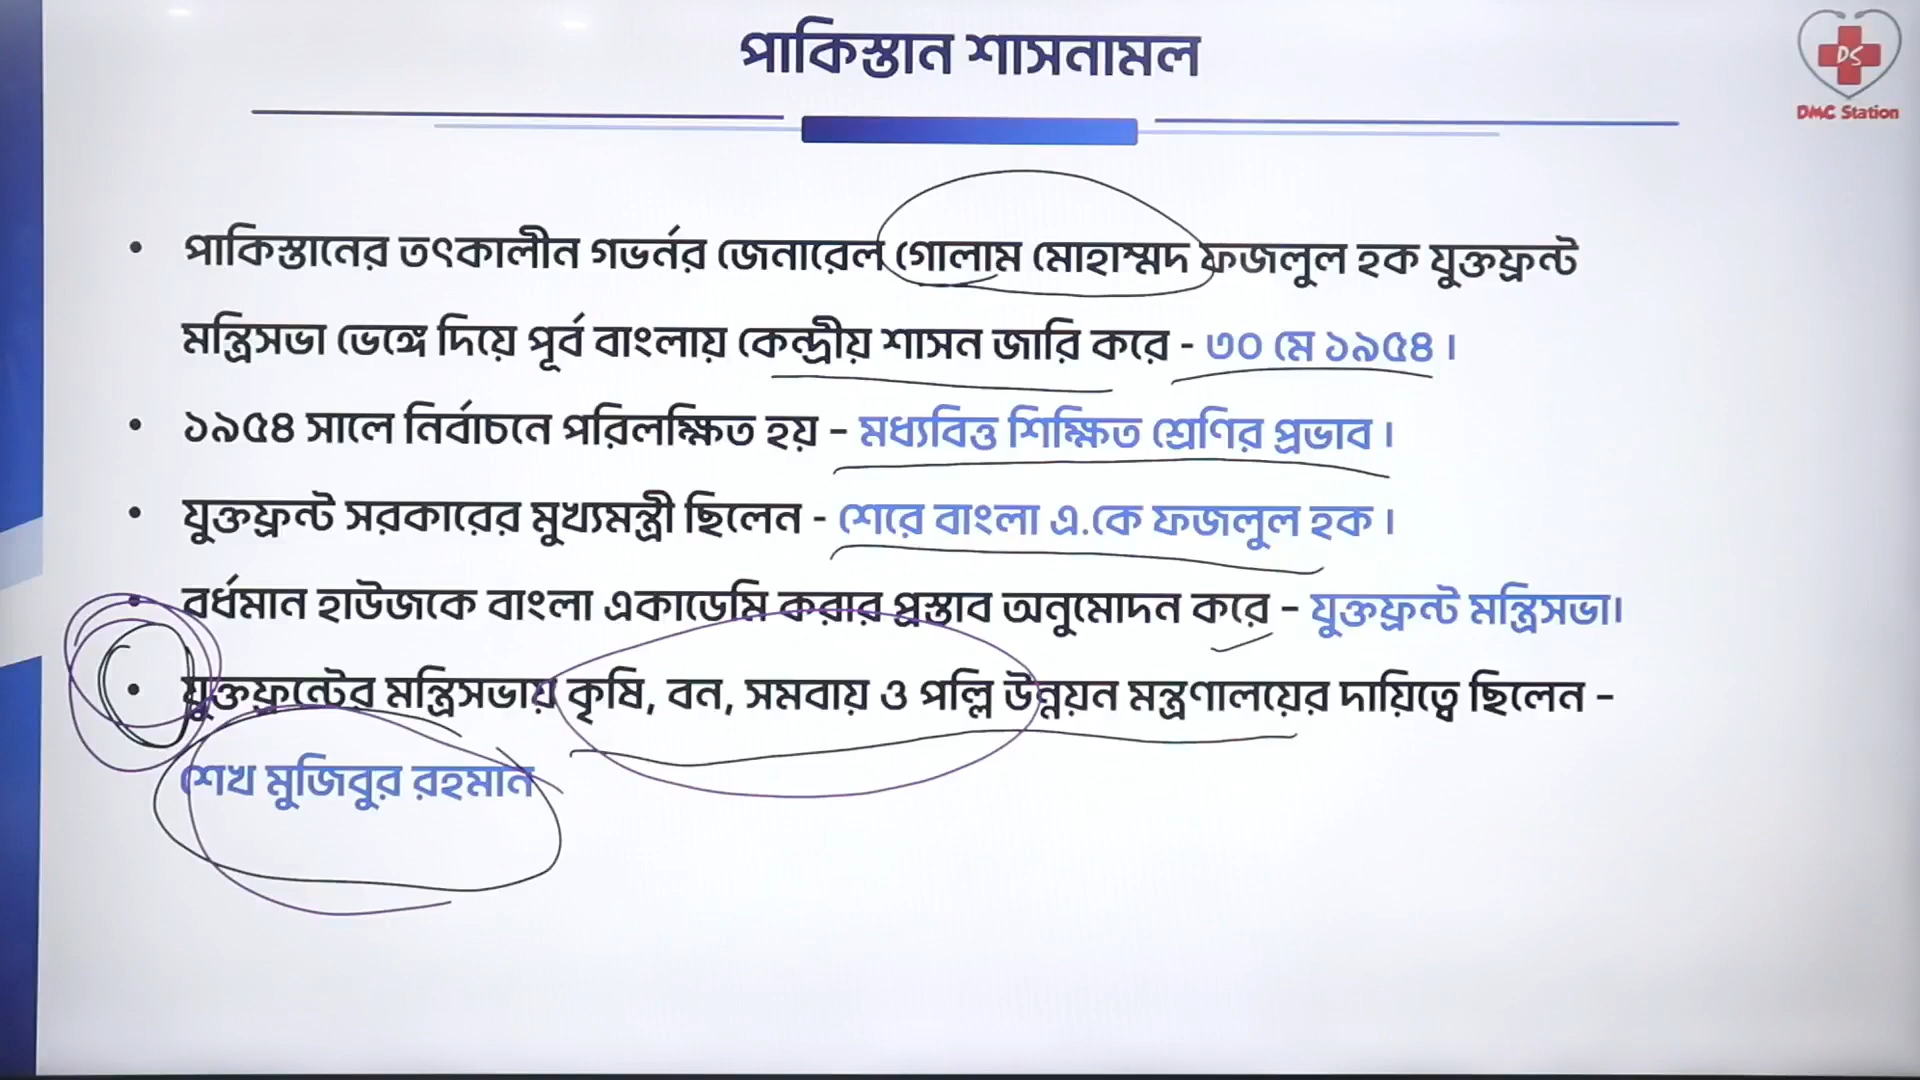 পাকিস্তান শাসনামল
DS
DMC Station
• পাকিস্তানের তৎকালীন গভর্নর জেনারেল গোলাম মোহাম্মদ ফজলুল হক যুক্তফ্রন্ট
মন্ত্রিসভা ভেঙ্গে দিয়ে পূর্ব বাংলায় কেন্দ্রীয় শাসন জারি করে - ৩০ মে ১৯৫৪।
• ১৯৫৪ সালে নির্বাচনে পরিলক্ষিত হয় – মধ্যবিত্ত শিক্ষিত শ্রেণির প্রভাব।
• যুক্তফ্রন্ট সরকারের মুখ্যমন্ত্রী ছিলেন - শেরে বাংলা এ.কে ফজলুল হক।
• বর্ধমান হাউজকে বাংলা একাডেমি করার প্রস্তাব অনুমোদন করে – যুক্তফ্রন্ট মন্ত্রিসভা।
• যুক্তফ্রন্টের মন্ত্রিসভায় কৃষি, বন, সমবায় ও পল্লি উন্নয়ন মন্ত্রণালয়ের দায়িত্বে ছিলেন –
শেখ মুজিবুর রহমান